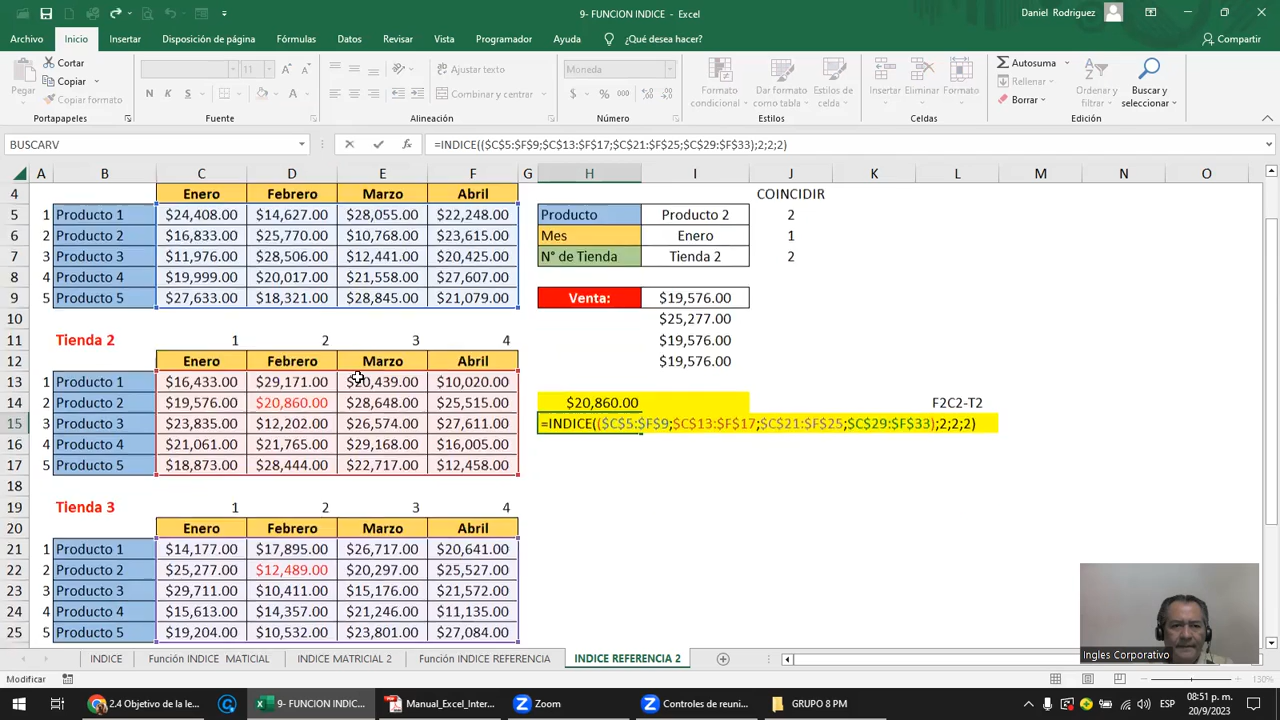 9- FUNCION INDICE - Excel
Daniel Rodriguez
Archivo Inicio Insertar Disposición de página Fórmulas Datos Revisar Vista Programador Ayuda ¿Qué desea hacer? Compartir
Pegar Cortar
Copiar
Copiar formato
11
N K S
Ajustar texto
Combinar y centrar
Moneda
$ % 000
Formato condicional
Dar formato como tabla
Estilos de celda
Insertar Eliminar Formato
Autosuma
Rellenar
Borrar
Ordenar y filtrar
Buscar y seleccionar
Portapapeles Fuente Alineación Número Estilos Celdas Edición
BUSCARV fx =INDICE(($C$5:$F$9;$C$13:$F$17;$C$21:$F$25;$C$29:$F$33);2;2;2)
A B C D E F G H I J K L M N O
4 Enero Febrero Marzo Abril COINCIDIR
5 1 Producto 1 $24,408.00 $14,627.00 $28,055.00 $22,248.00 Producto Producto 2 2
6 2 Producto 2 $16,833.00 $25,770.00 $10,768.00 $23,615.00 Mes Enero 1
7 3 Producto 3 $11,976.00 $28,506.00 $12,441.00 $20,425.00 N° de Tienda Tienda 2 2
8 4 Producto 4 $19,999.00 $20,017.00 $21,558.00 $27,607.00
9 5 Producto 5 $27,633.00 $18,321.00 $28,845.00 $21,079.00 Venta: $19,576.00
10 $25,277.00
11 Tienda 2 1 2 3 4 $19,576.00
12 Enero Febrero Marzo Abril $19,576.00
13 1 Producto 1 $16,433.00 $29,171.00 $20,439.00 $10,020.00
14 2 Producto 2 $19,576.00 $20,860.00 $28,648.00 $25,515.00 $20,860.00 F2C2-T2
15 3 Producto 3 $23,835.00 $12,202.00 $26,574.00 $27,611.00 =INDICE(($C$5:$F$9;$C$13:$F$17;$C$21:$F$25;$C$29:$F$33);2;2;2)
16 4 Producto 4 $21,061.00 $21,765.00 $29,168.00 $16,005.00
17 5 Producto 5 $18,873.00 $28,444.00 $22,717.00 $12,458.00
18
19 Tienda 3 1 2 3 4
20 Enero Febrero Marzo Abril
21 1 Producto 1 $14,177.00 $17,895.00 $26,717.00 $20,641.00
22 2 Producto 2 $25,277.00 $12,489.00 $20,297.00 $25,527.00
23 3 Producto 3 $29,711.00 $10,411.00 $15,176.00 $21,572.00
24 4 Producto 4 $15,613.00 $14,357.00 $21,246.00 $11,135.00
25 5 Producto 5 $19,204.00 $10,532.00 $23,801.00 $27,084.00
Ingles Corporativo
INDICE Función INDICE MATICIAL INDICE MATRICIAL 2 Función INDICE REFERENCIA INDICE REFERENCIA 2
Modificar 130%
2.4 Objetivo de la le... 9- FUNCION INDIC... Manual_Excel_Inter... Zoom Controles de reuni... GRUPO 8 PM ESP 08:51 p. m.
20/9/2023